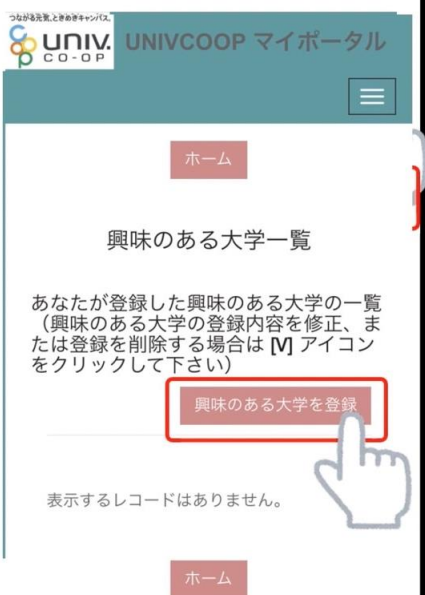 つながる元気、ときめきキャンパス。
UNIV.
CO-OP
UNIVCOOP マイポータル
ホーム
興味のある大学一覧
あなたが登録した興味のある大学の一覧
（興味のある大学の登録内容を修正、ま
たは登録を削除する場合は [V] アイコン
をクリックして下さい）
興味のある大学を登録
表示するレコードはありません。
ホーム